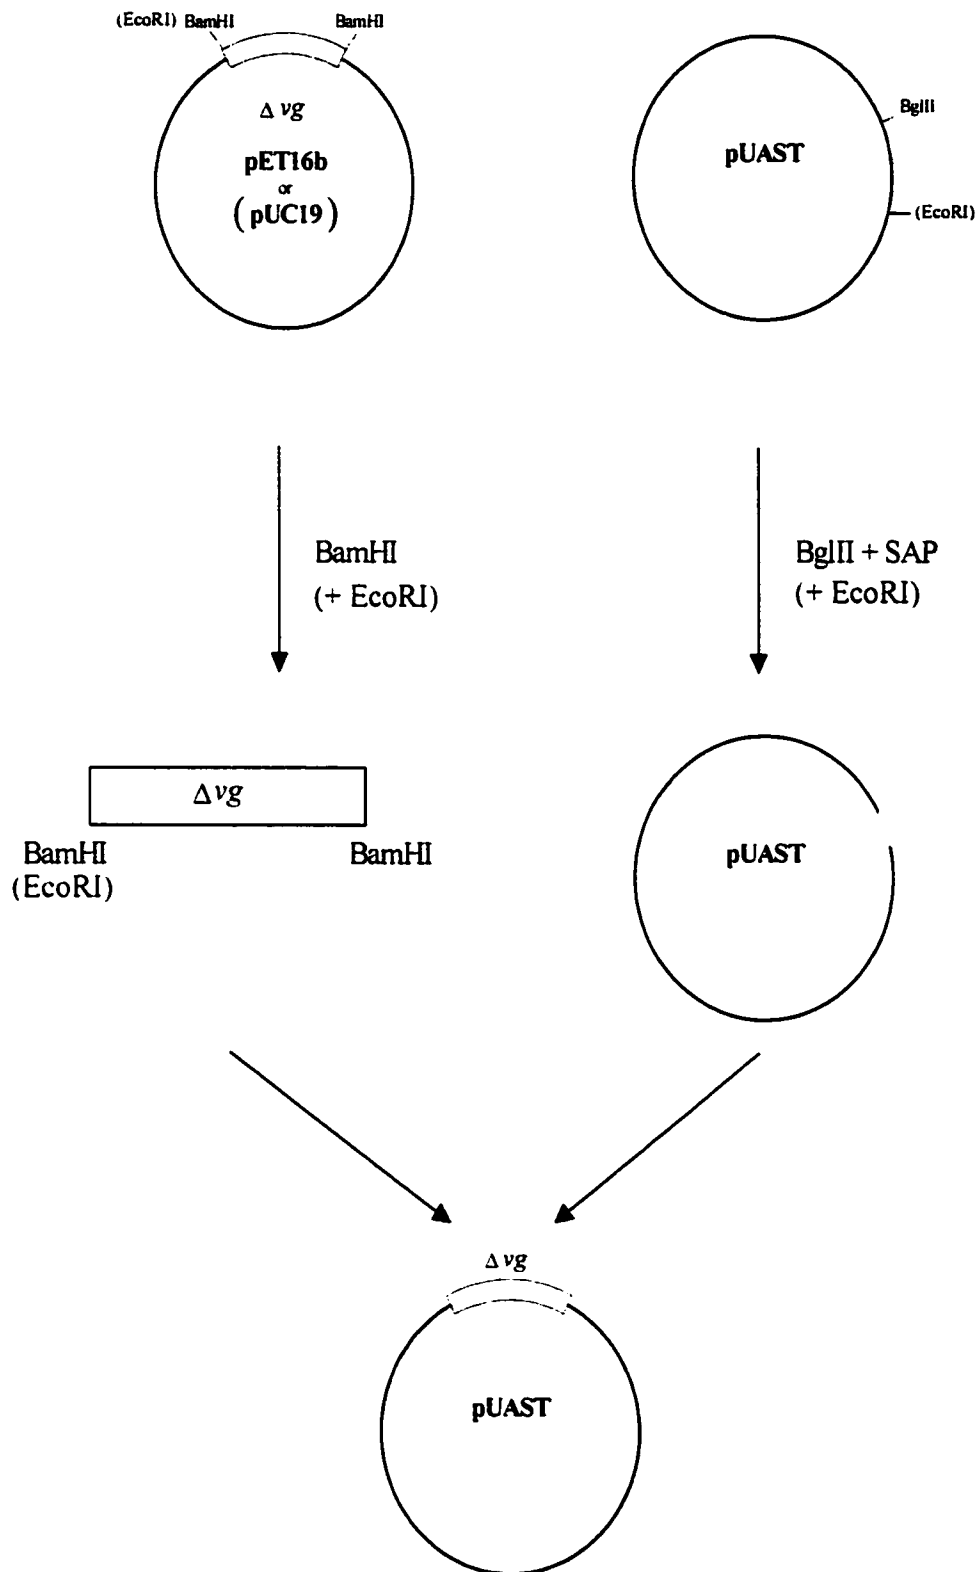 (EcoRI) BamHI BamHI
Δ vg
pET16b
or
( pUC19 )
pUAST
BglII
(EcoRI)
BamHI
(+ EcoRI)
BglII + SAP
(+ EcoRI)
Δ vg
BamHI
(EcoRI)
BamHI
pUAST
Δ vg
pUAST